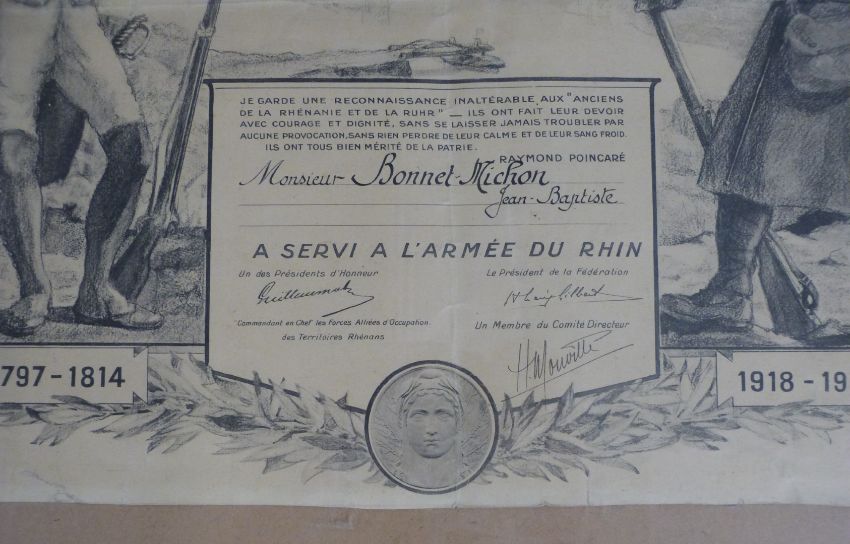 JE GARDE UNE RECONNAISSANCE INALTÉRABLE AUX "ANCIENS
DE LA RHÉNANIE ET DE LA RUHR" _ ILS ONT FAIT LEUR DEVOIR
AVEC COURAGE ET DIGNITÉ, SANS SE LAISSER JAMAIS TROUBLER PAR
AUCUNE PROVOCATION, SANS RIEN PERDRE DE LEUR CALME ET DE LEUR SANG FROID.
ILS ONT TOUS BIEN MÉRITÉ DE LA PATRIE.
RAYMOND POINCARÉ
Monsieur Bonnet-Michon
Jean-Baptiste
A SERVI A L'ARMÉE DU RHIN
Un des Présidents d'Honneur
Le Président de la Fédération
Guillaumat
"Commandant en Chef les Forces Alliées d'Occupation
des Territoires Rhénans
Un Membre du Comité Directeur
797-1814
1918-19